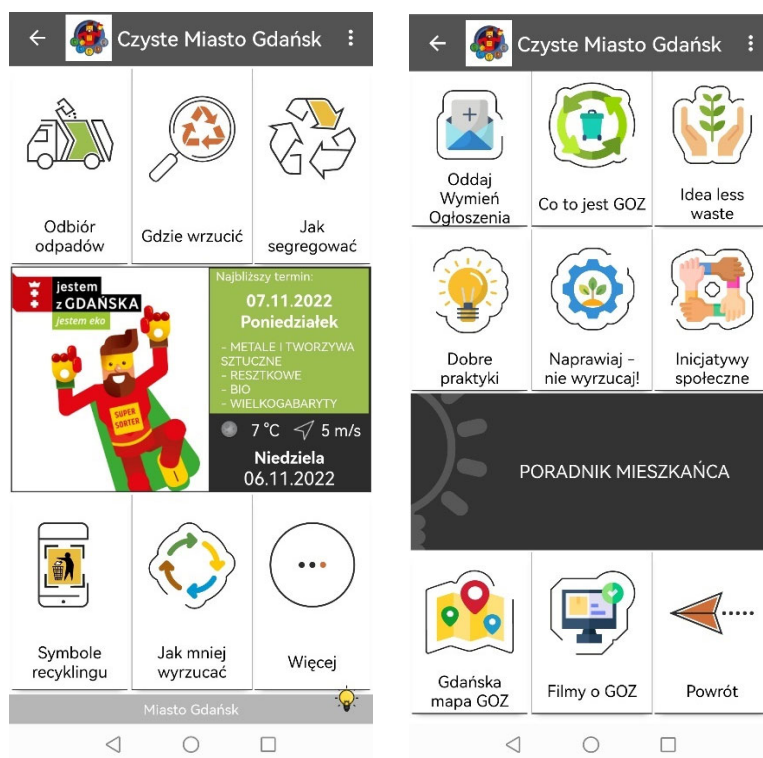 Czyste Miasto Gdańsk
Odbiór
odpadów
Gdzie wrzucić
Jak
segregować
jestem
z GDAŃSKA
jestem eko
SUPER
SORTER
Najbliższy termin:
07.11.2022
Poniedziałek
- METALE I TWORZYWA
SZTUCZNE
- RESZTKOWE
- BIO
- WIELKOGABARYTY
7 °C 5 m/s
Niedziela
06.11.2022
Symbole
recyklingu
Jak mniej
wyrzucać
Więcej
Miasto Gdańsk
Czyste Miasto Gdańsk
Oddaj
Wymień
Ogłoszenia
Co to jest GOZ
Idea less
waste
Dobre
praktyki
Naprawiaj –
nie wyrzucaj!
Inicjatywy
społeczne
PORADNIK MIESZKAŃCA
Gdańska
mapa GOZ
Filmy o GOZ
Powrót